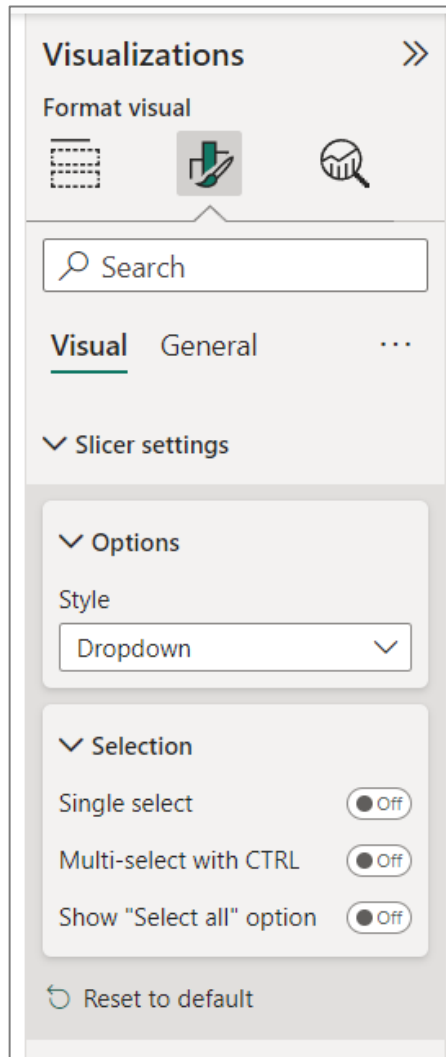 Visualizations
Format visual
Search
Visual General ...
Slicer settings
Options
Style
Dropdown
Selection
Single select Off
Multi-select with CTRL Off
Show "Select all" option Off
Reset to default